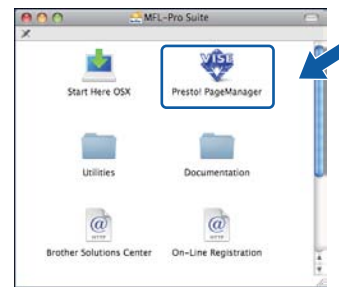 MFL-Pro Suite
Start Here OSX
Presto! PageManager
Utilities
Documentation
Brother Solutions Center
On-Line Registration